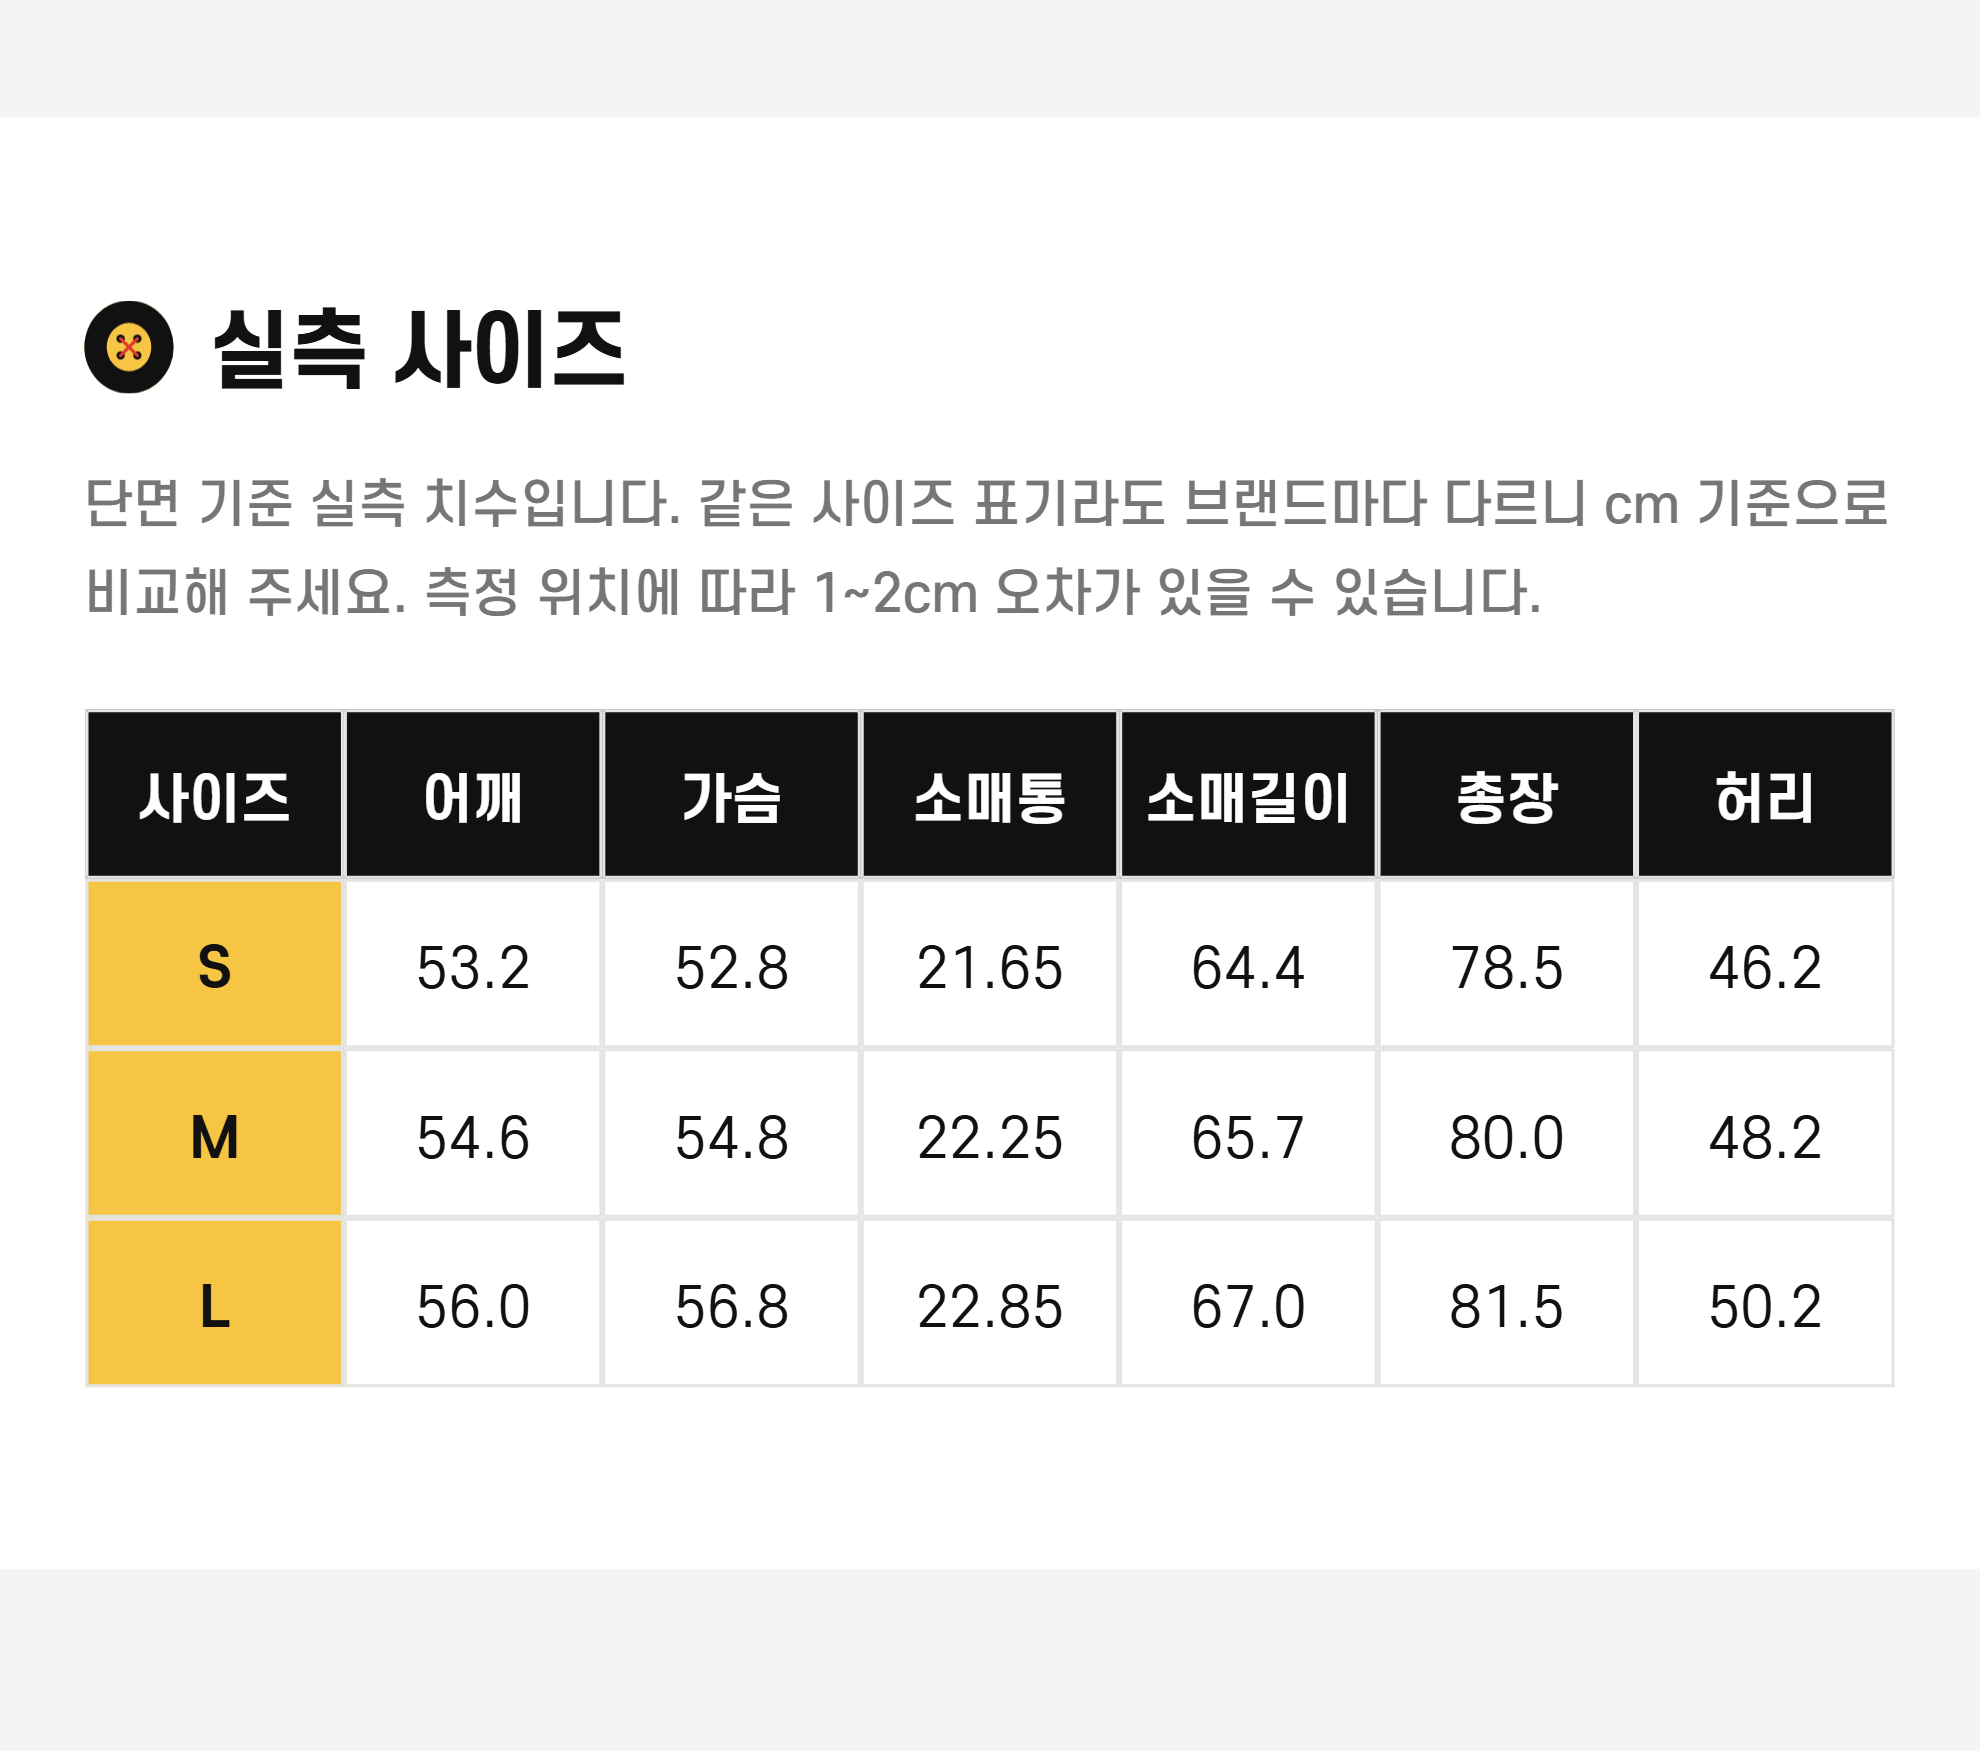 실측 사이즈
단면 기준 실측 치수입니다. 같은 사이즈 표기라도 브랜드마다 다르니 cm 기준으로
비교해 주세요. 측정 위치에 따라 1~2cm 오차가 있을 수 있습니다.
사이즈 어깨 가슴 소매통 소매길이 총장 허리
S 53.2 52.8 21.65 64.4 78.5 46.2
M 54.6 54.8 22.25 65.7 80.0 48.2
L 56.0 56.8 22.85 67.0 81.5 50.2